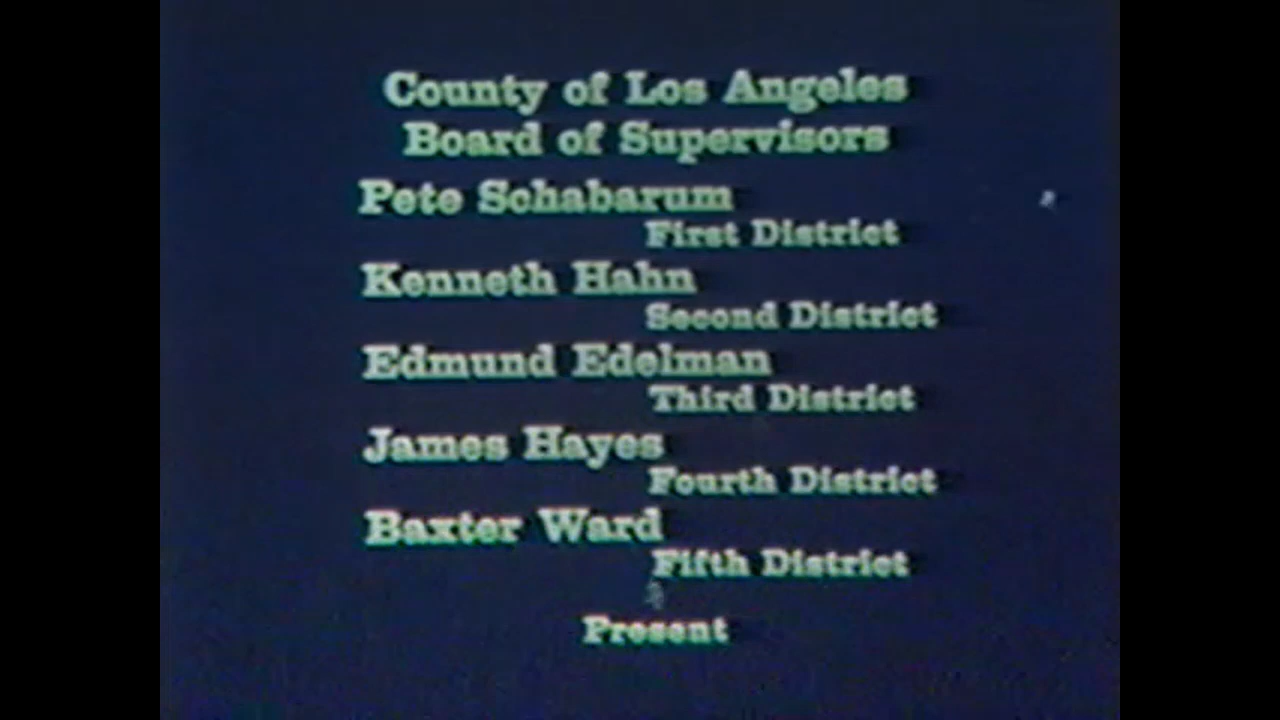 County of Los Angeles
Board of Supervisors
Pete Schabarum
First District
Kenneth Hahn
Second District
Edmund Edelman
Third District
James Hayes
Fourth District
Baxter Ward
Fifth District
Present